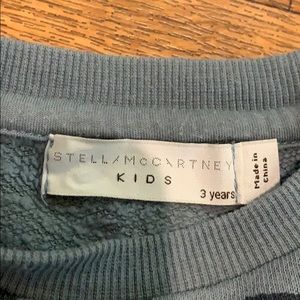 STELLA McCARTNEY
KIDS
3 years
Made in
China